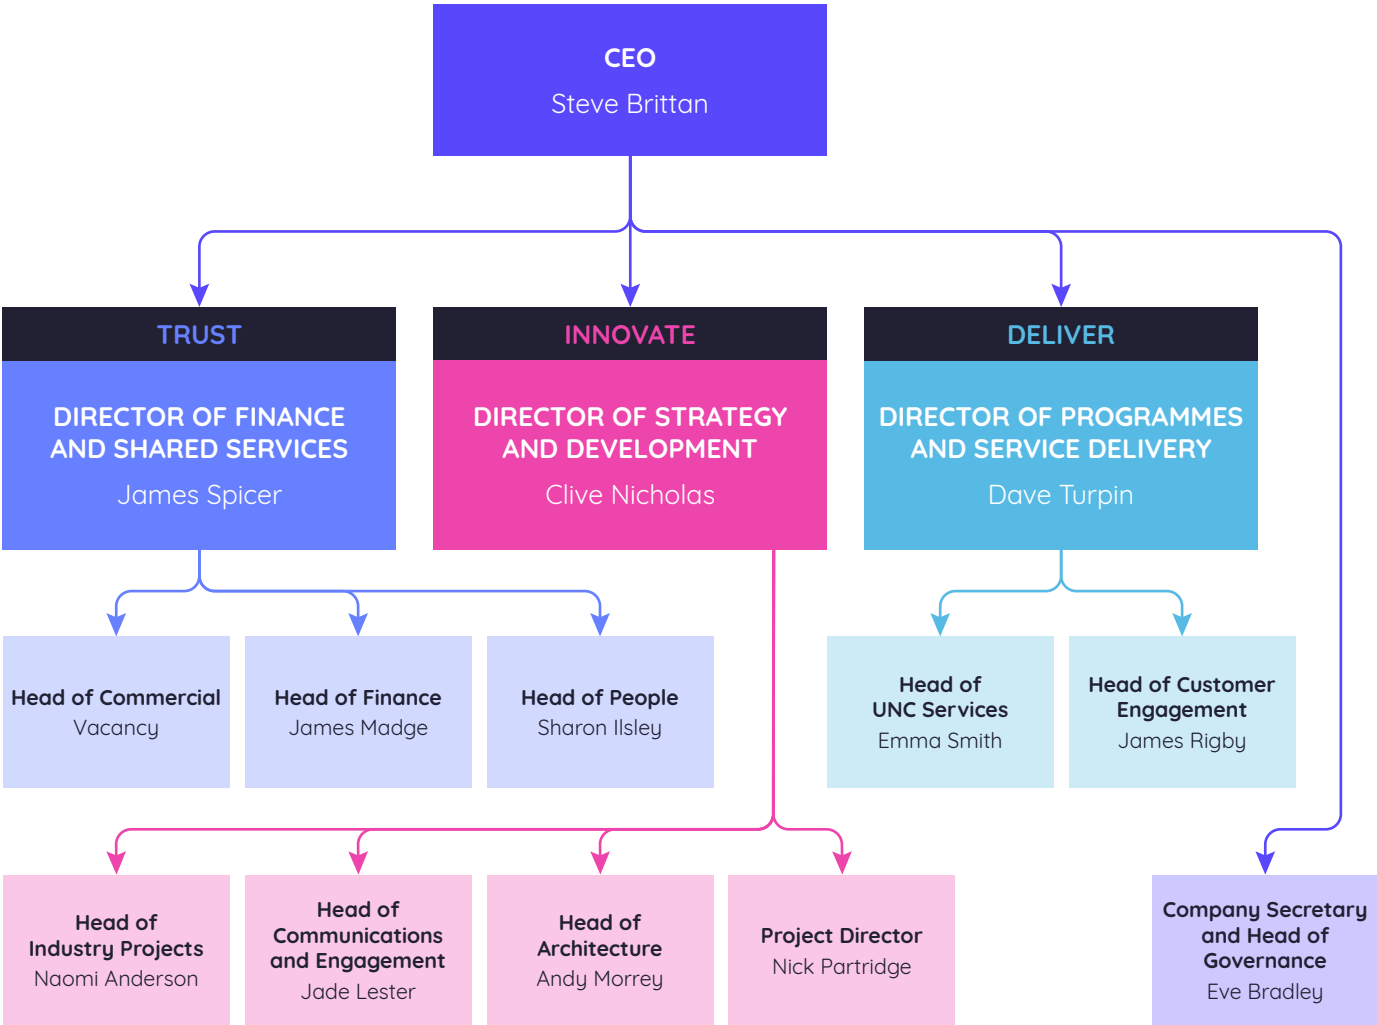 CEO
Steve Brittan
TRUST
DIRECTOR OF FINANCE
AND SHARED SERVICES
James Spicer
INNOVATE
DIRECTOR OF STRATEGY
AND DEVELOPMENT
Clive Nicholas
DELIVER
DIRECTOR OF PROGRAMMES
AND SERVICE DELIVERY
Dave Turpin
Head of Commercial
Vacancy
Head of Finance
James Madge
Head of People
Sharon Ilsley
Head of
UNC Services
Emma Smith
Head of Customer
Engagement
James Rigby
Head of
Industry Projects
Naomi Anderson
Head of
Communications
and Engagement
Jade Lester
Head of
Architecture
Andy Morrey
Project Director
Nick Partridge
Company Secretary
and Head of
Governance
Eve Bradley